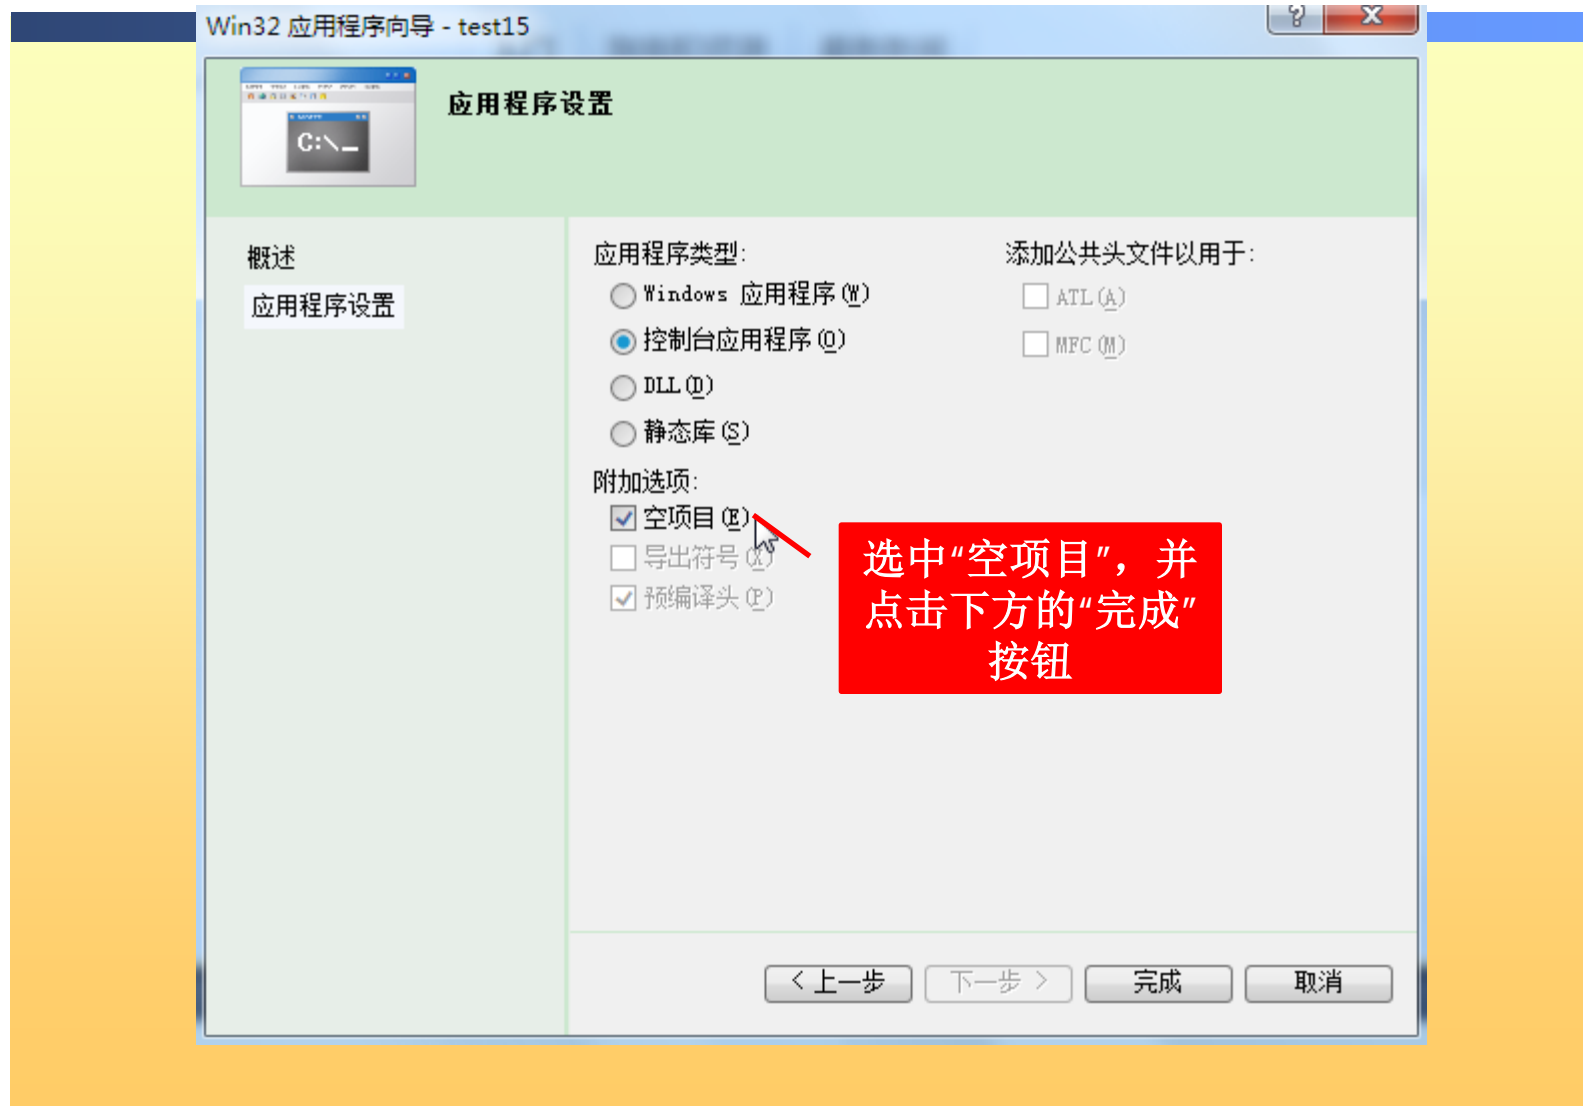 Win32 应用程序向导 - test15
C:\_
应用程序设置
概述
应用程序设置
应用程序类型:
Windows 应用程序(W)
控制台应用程序(O)
DLL(D)
静态库(S)
附加选项:
空项目(E)
导出符号(X)
预编译头(P)
添加公共头文件以用于:
ATL(A)
MFC(M)
选中“空项目”，并
点击下方的“完成”
按钮
< 上一步
下一步 >
完成
取消